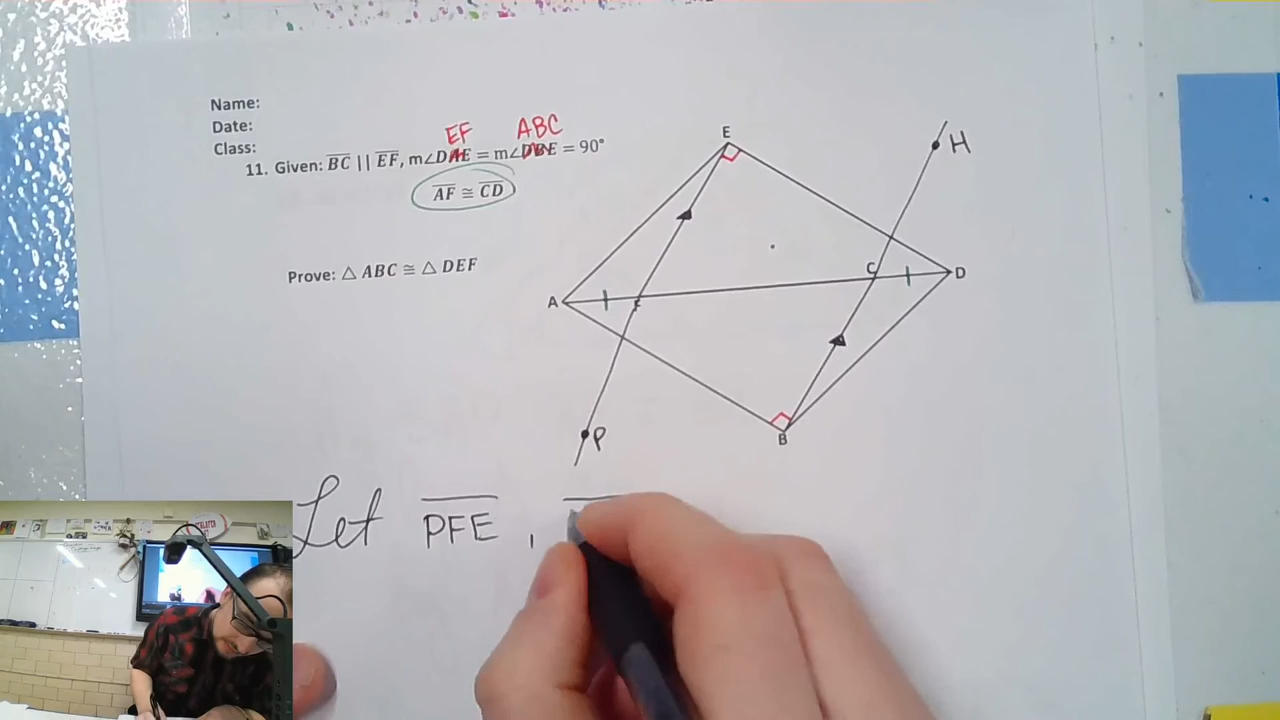 Name:
Date:
Class:
EF ABC
11. Given: BC || EF, m∠DAE = m∠DBE = 90°
AF ≅ CD
Prove: △ ABC ≅ △ DEF
E
H
C
D
A
F
P
B
Let PFE ,